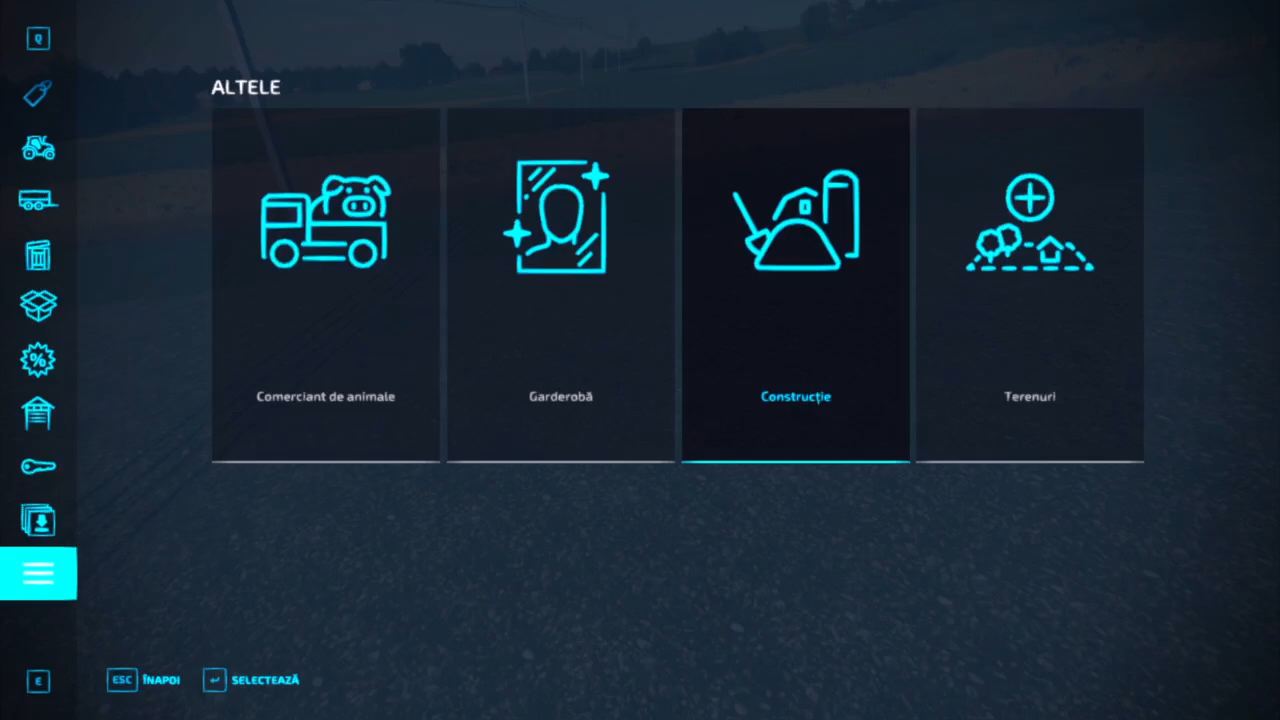 Q
ALTELE
Comerciant de animale
Garderobă
Construcție
Terenuri
E
ESC ÎNAPOI
SELECTEAZĂ